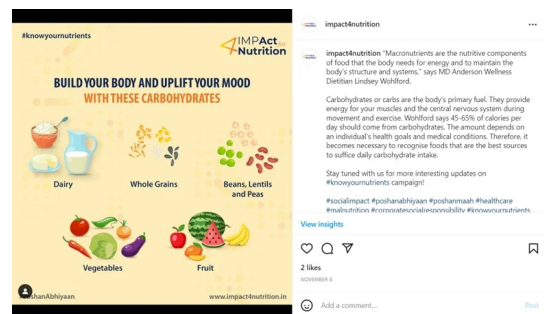 #knowyournutrients
IMPAct for
4 Nutrition
BUILD YOUR BODY AND UPLIFT YOUR MOOD
WITH THESE CARBOHYDRATES
Dairy
Whole Grains
Beans, Lentils
and Peas
Vegetables
Fruit
oshanAbhiyaan
www.impact4nutrition.in
impact4nutrition
impact4nutrition "Macronutrients are the nutritive components
of food that the body needs for energy and to maintain the
body's structure and systems," says MD Anderson Wellness
Dietitian Lindsey Wohlford.
Carbohydrates or carbs are the body's primary fuel. They provide
energy for your muscles and the central nervous system during
movement and exercise. Wohlford says 45-65% of calories per
day should come from carbohydrates. The amount depends on
an individual's health goals and medical conditions. Therefore, it
becomes necessary to recognise foods that are the best sources
to suffice daily carbohydrate intake.
Stay tuned with us for more interesting updates on
#knowyournutrients campaign!
#socialimpact #poshanabhiyaan #poshanmaah #healthcare
#malnutrition #corporatesocialresponsibility #knowyournutrients
View insights
2 likes
NOVEMBER 8
Add a comment...
Post